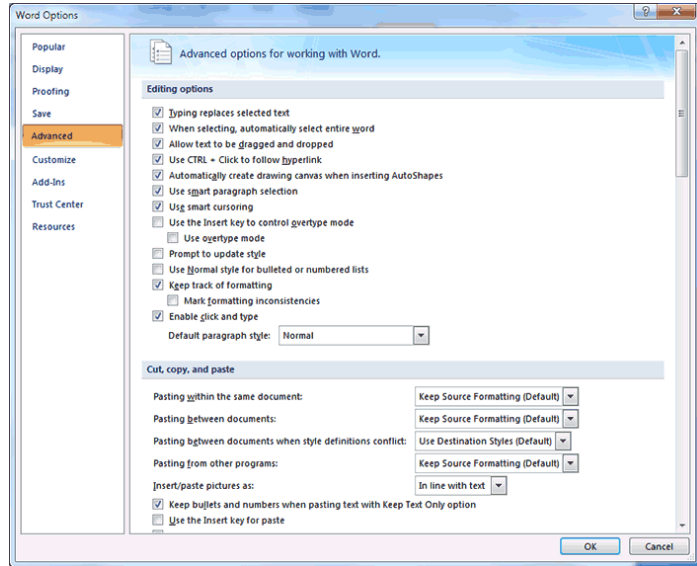 Word Options
Popular
Display
Proofing
Save
Advanced
Customize
Add-Ins
Trust Center
Resources
Advanced options for working with Word.
Editing options
Typing replaces selected text
When selecting, automatically select entire word
Allow text to be dragged and dropped
Use CTRL + Click to follow hyperlink
Automatically create drawing canvas when inserting AutoShapes
Use smart paragraph selection
Use smart cursoring
Use the Insert key to control overtype mode
Use overtype mode
Prompt to update style
Use Normal style for bulleted or numbered lists
Keep track of formatting
Mark formatting inconsistencies
Enable click and type
Default paragraph style: Normal
Cut, copy, and paste
Pasting within the same document: Keep Source Formatting (Default)
Pasting between documents: Keep Source Formatting (Default)
Pasting between documents when style definitions conflict: Use Destination Styles (Default)
Pasting from other programs: Keep Source Formatting (Default)
Insert/paste pictures as: In line with text
Keep bullets and numbers when pasting text with Keep Text Only option
Use the Insert key for paste
OK Cancel